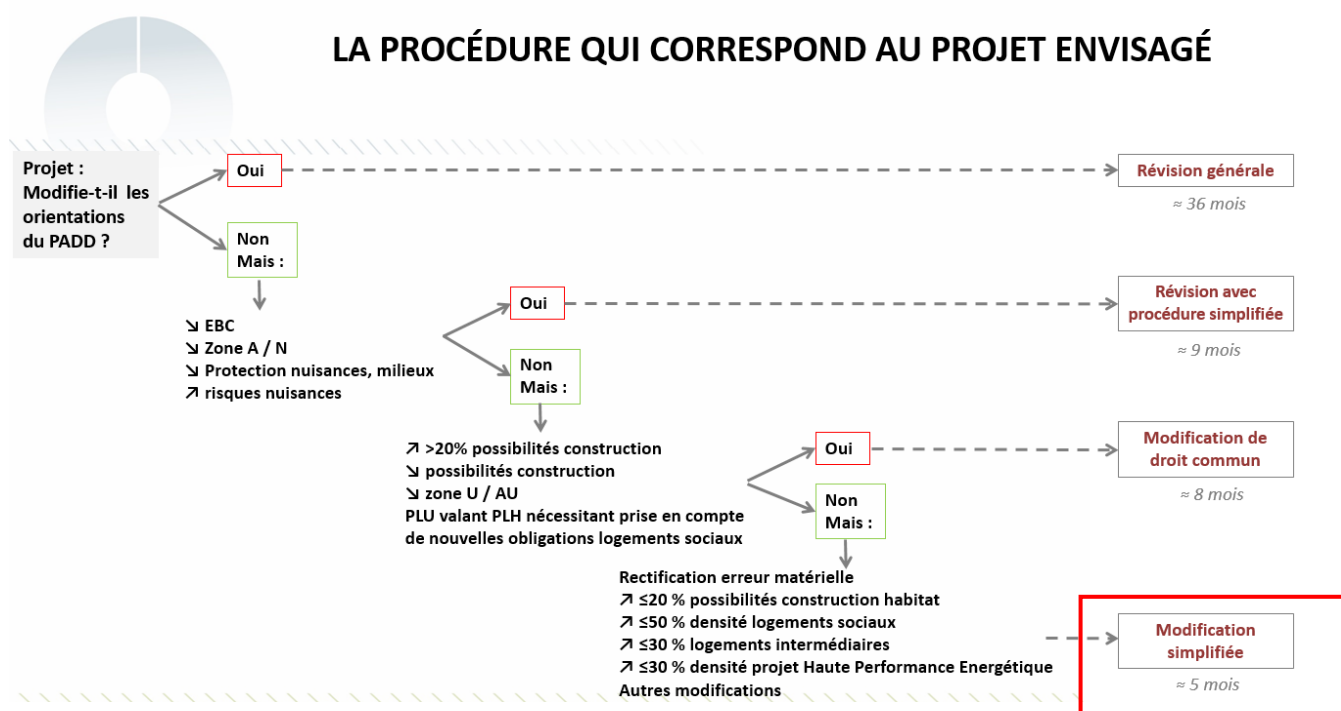 LA PROCÉDURE QUI CORRESPOND AU PROJET ENVISAGÉ
Projet :
Modifie-t-il les
orientations
du PADD ?
Oui
Révision générale
≈ 36 mois
Non
Mais :
↘ EBC
↘ Zone A / N
↘ Protection nuisances, milieux
↗ risques nuisances
Oui
Révision avec
procédure simplifiée
≈ 9 mois
Non
Mais :
↗ >20% possibilités construction
↘ possibilités construction
↘ zone U / AU
PLU valant PLH nécessitant prise en compte
de nouvelles obligations logements sociaux
Oui
Modification de
droit commun
≈ 8 mois
Non
Mais :
Rectification erreur matérielle
↗ ≤20 % possibilités construction habitat
↗ ≤50 % densité logements sociaux
↗ ≤30 % logements intermédiaires
↗ ≤30 % densité projet Haute Performance Energétique
Autres modifications
Modification
simplifiée
≈ 5 mois